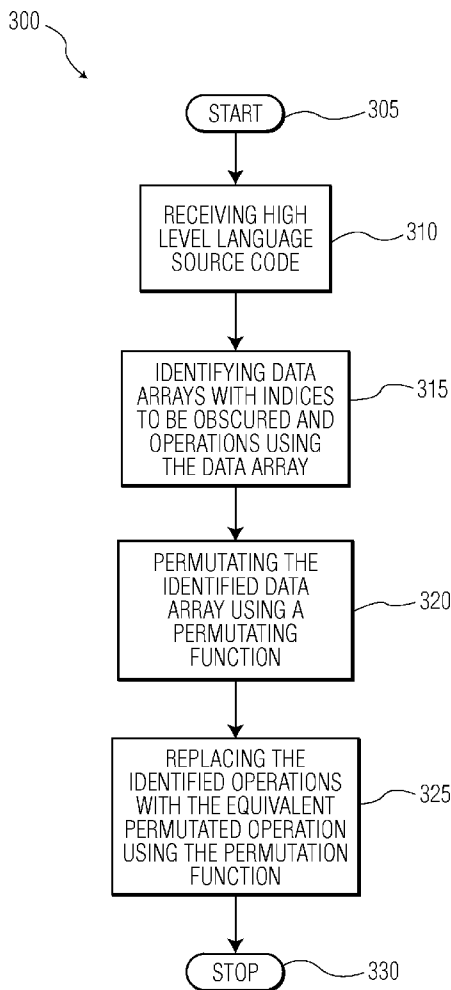 300
START
305
RECEIVING HIGH
LEVEL LANGUAGE
SOURCE CODE
310
IDENTIFYING DATA
ARRAYS WITH INDICES
TO BE OBSCURED AND
OPERATIONS USING
THE DATA ARRAY
315
PERMUTATING THE
IDENTIFIED DATA
ARRAY USING A
PERMUTATING
FUNCTION
320
REPLACING THE
IDENTIFIED OPERATIONS
WITH THE EQUIVALENT
PERMUTATED OPERATION
USING THE PERMUTATION
FUNCTION
325
STOP
330